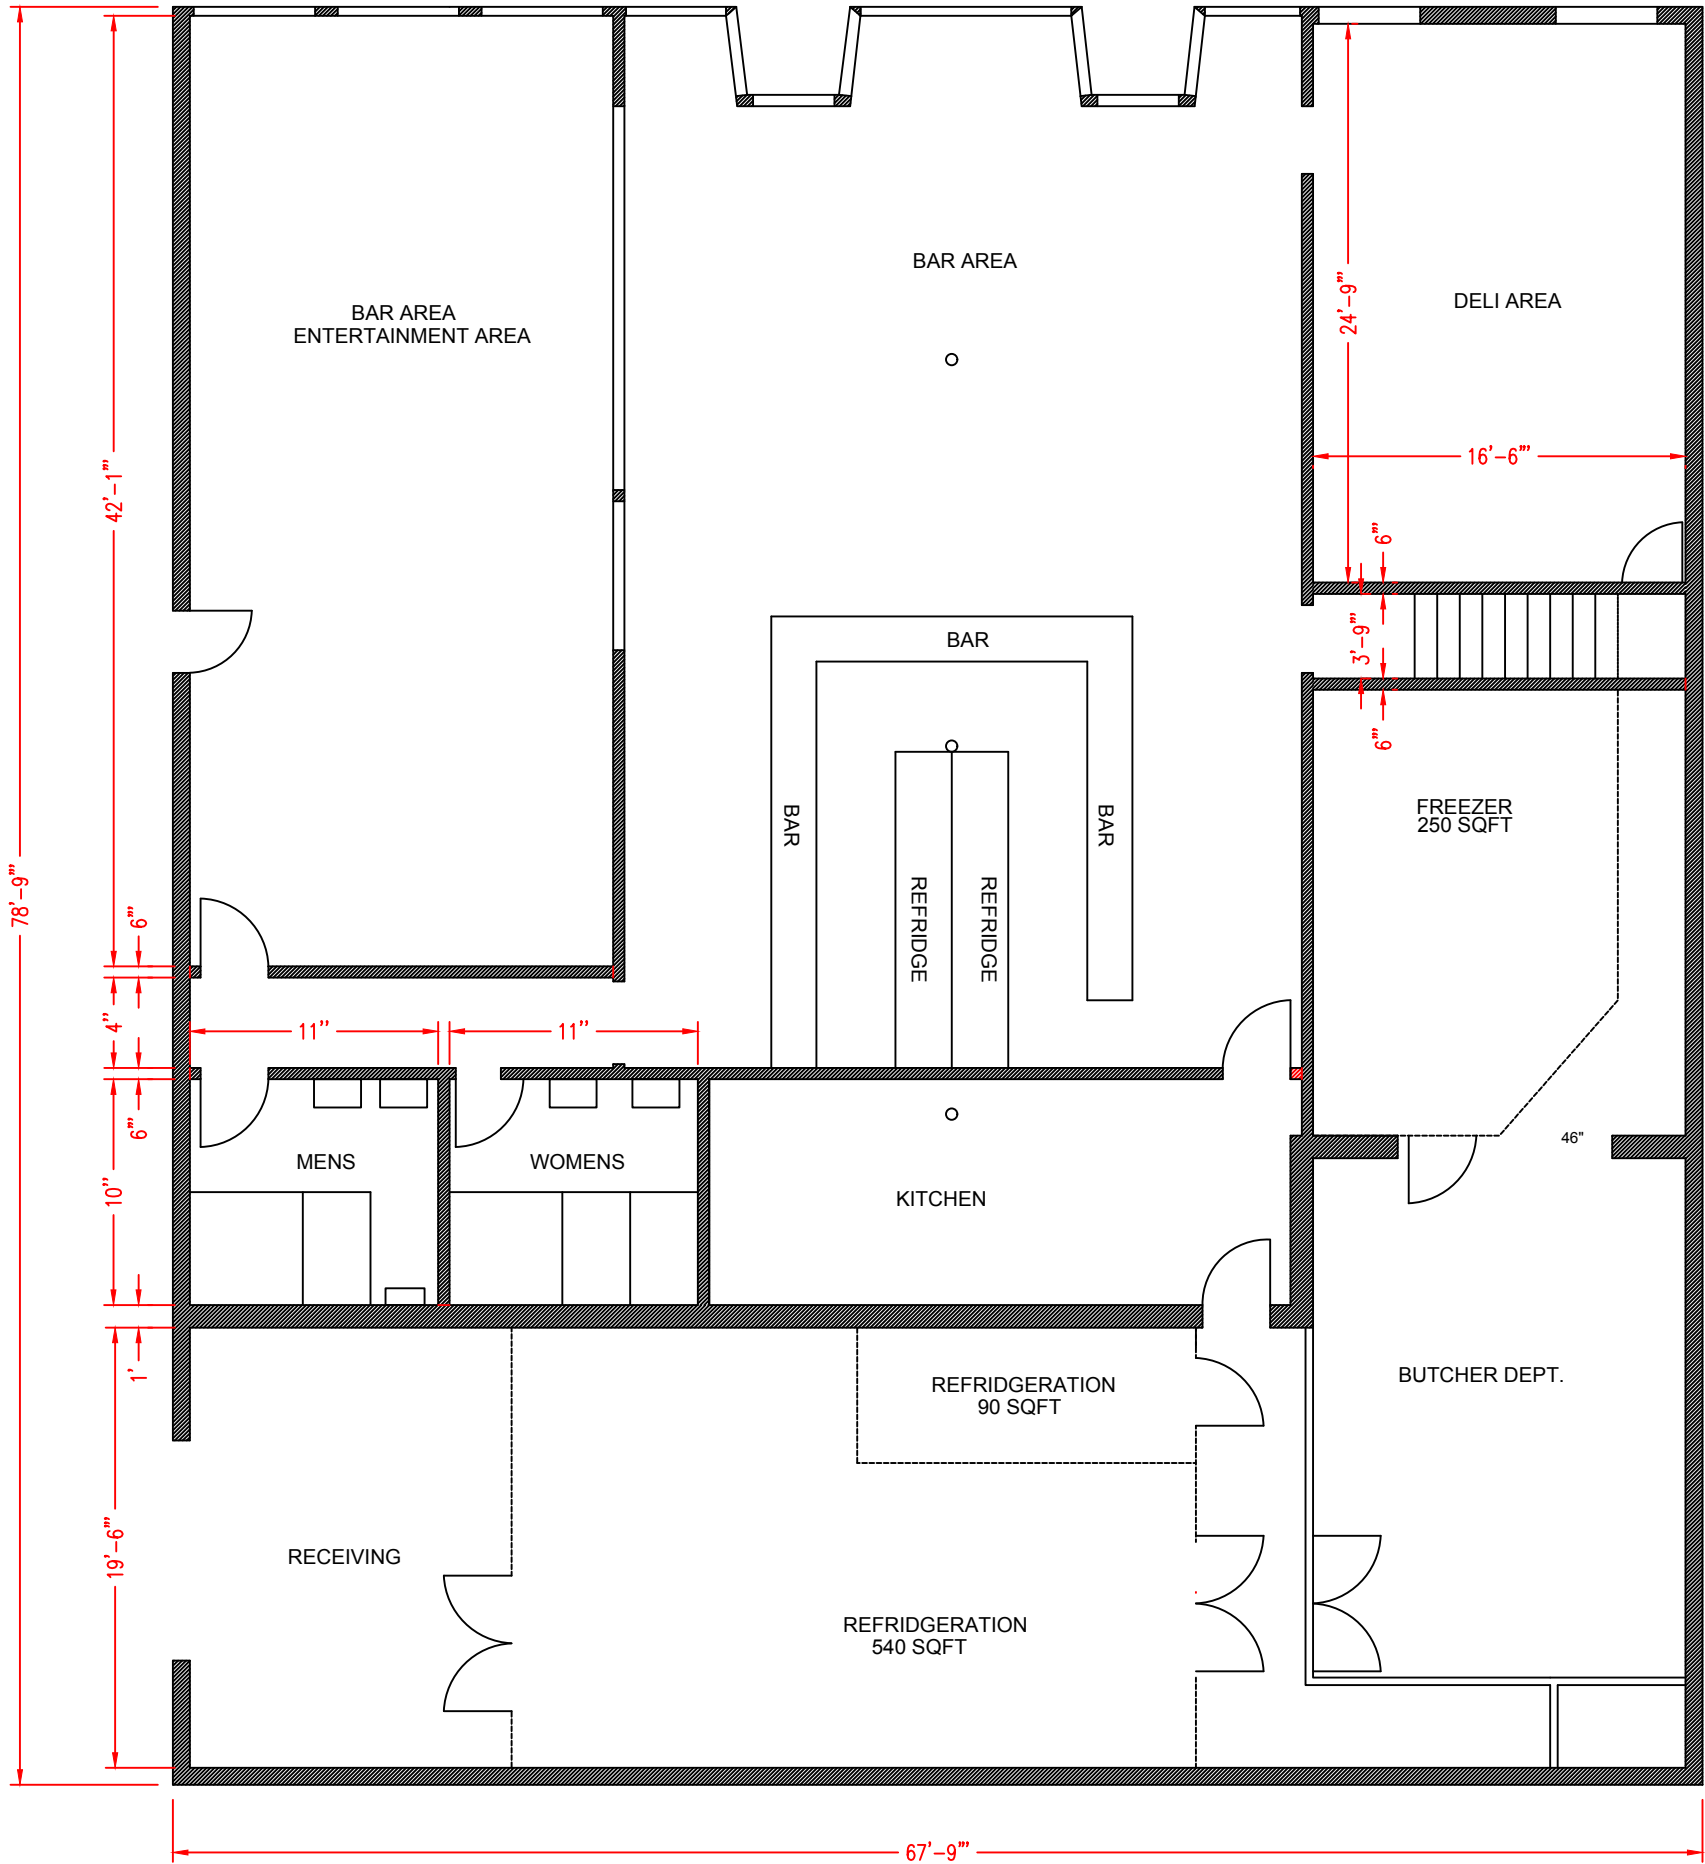 BAR AREA
BAR AREA
ENTERTAINMENT AREA
DELI AREA
24'-9"'
16'-6"'
42'-1"'
6"'
3'-9"'
6"'
BAR
BAR
BAR
REFRIDGE
REFRIDGE
FREEZER
250 SQFT
78'-9"'
6"'
4''
11''
11''
6"'
46"
MENS
WOMENS
KITCHEN
10''
1'
REFRIDGERATION
90 SQFT
BUTCHER DEPT.
19'-6"'
RECEIVING
REFRIDGERATION
540 SQFT
67'-9"'